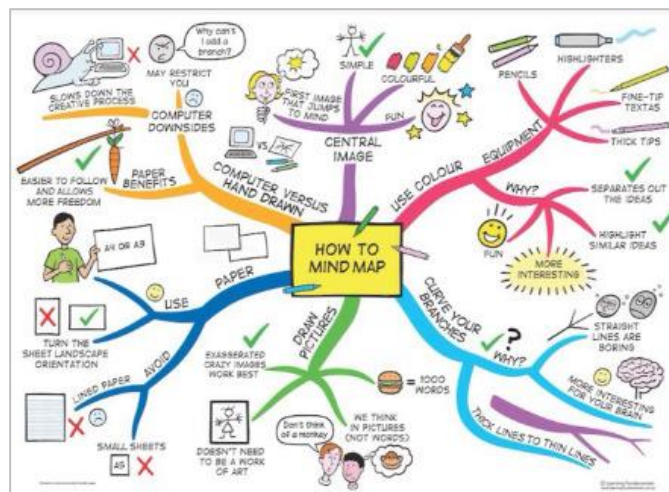 Why can't
I add a
branch?
MAY RESTRICT
YOU
SLOWS DOWN THE
CREATIVE PROCESS
COMPUTER
DOWNSIDES
EASIER TO FOLLOW
AND ALLOWS
MORE FREEDOM
PAPER
BENEFITS
COMPUTER VERSUS
HAND DRAWN
VS
FIRST IMAGE
THAT JUMPS
TO MIND
SIMPLE
COLOURFUL
FUN
CENTRAL
IMAGE
PENCILS
HIGHLIGHTERS
FINE-TIP
TEXTAS
THICK TIPS
USE COLOUR
EQUIPMENT
WHY?
SEPARATES OUT
THE IDEAS
HIGHLIGHT
SIMILAR IDEAS
MORE
INTERESTING
FUN
HOW TO
MIND MAP
A4 OR A3
PAPER
USE
TURN THE
SHEET LANDSCAPE
ORIENTATION
AVOID
LINED PAPER
SMALL SHEETS
A5
DRAW
PICTURES
EXAGGERATED
CRAZY IMAGES
WORK BEST
DOESN'T NEED
TO BE A WORK
OF ART
= 1000
WORDS
WE THINK
IN PICTURES
(NOT WORDS)
Don't think
of a monkey
CURVE YOUR
BRANCHES
? WHY?
STRAIGHT
LINES ARE
BORING
MORE INTERESTING
FOR YOUR BRAIN
THICK LINES TO THIN LINES
© Learning Fundamentals